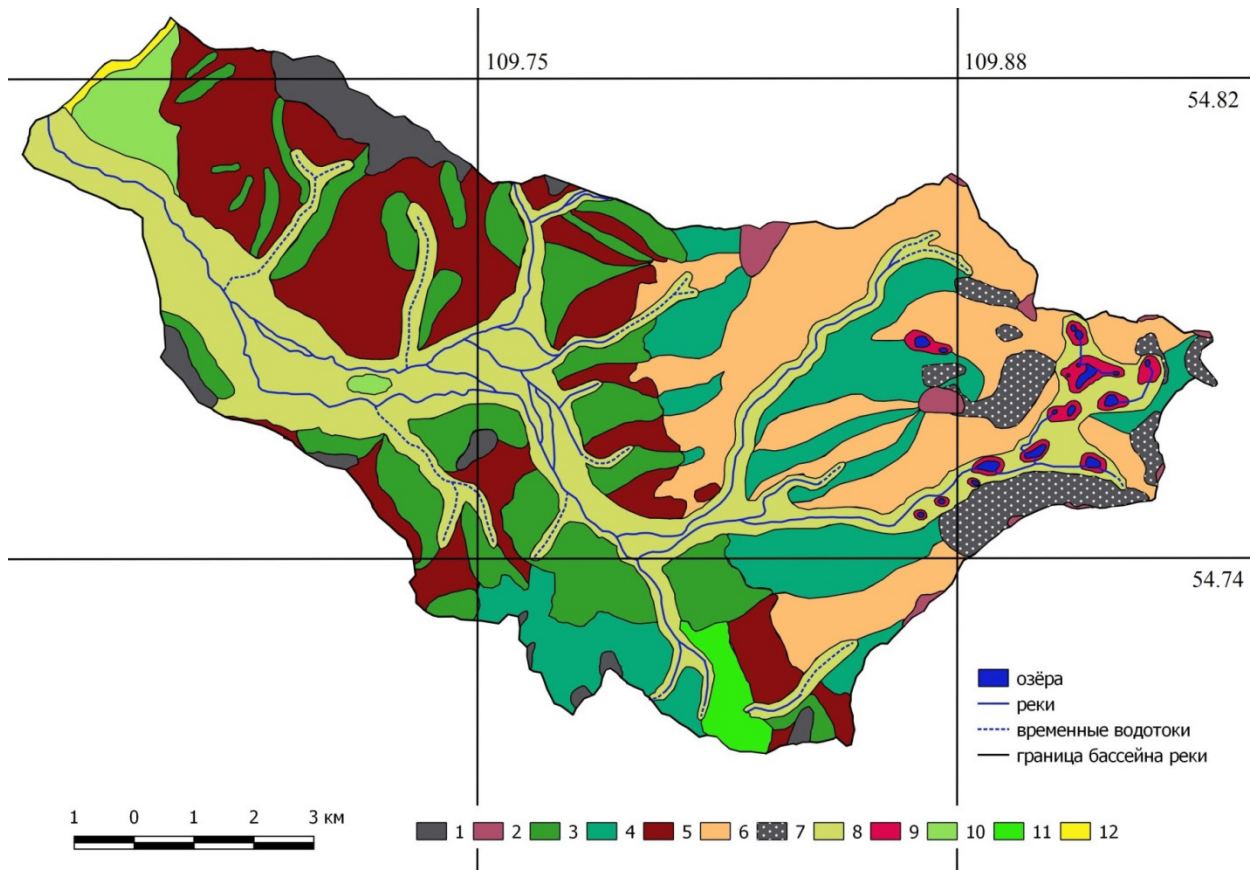 109.75
109.88
54.82
54.74
озёра
реки
временные водотоки
граница бассейна реки
1 0 1 2 3 км
1 2 3 4 5 6 7 8 9 10 11 12